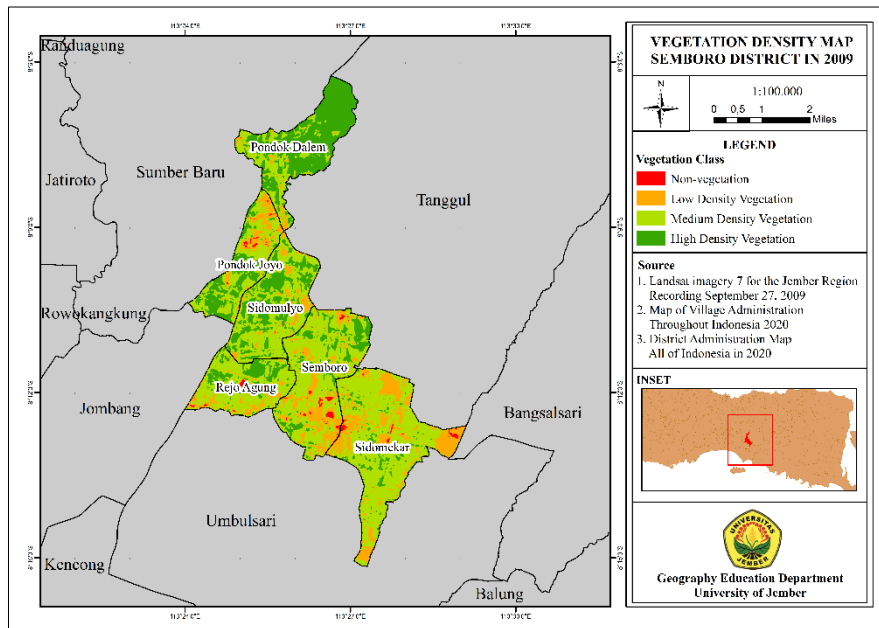 VEGETATION DENSITY MAP
SEMBORO DISTRICT IN 2009
N
1:100.000
0 0,5 1 2
Miles
LEGEND
Vegetation Class
Non-vegetation
Low Density Vegetation
Medium Density Vegetation
High Density Vegetation
Source
1. Landsat imagery 7 for the Jember Region
Recording September 27, 2009
2. Map of Village Administration
Throughout Indonesia 2020
3. District Administration Map
All of Indonesia in 2020
INSET
UNIVERSITAS
JEMBER
Geography Education Department
University of Jember
Randuagung
Pondok Dalem
Sumber Baru
Jatiroto
Tanggul
Pondok Joyo
Sidomulyo
Rowokangkung
Semboro
Rejo Agung
Jombang
Bangsalsari
Sidomekar
Umbulsari
Kencong
Balung